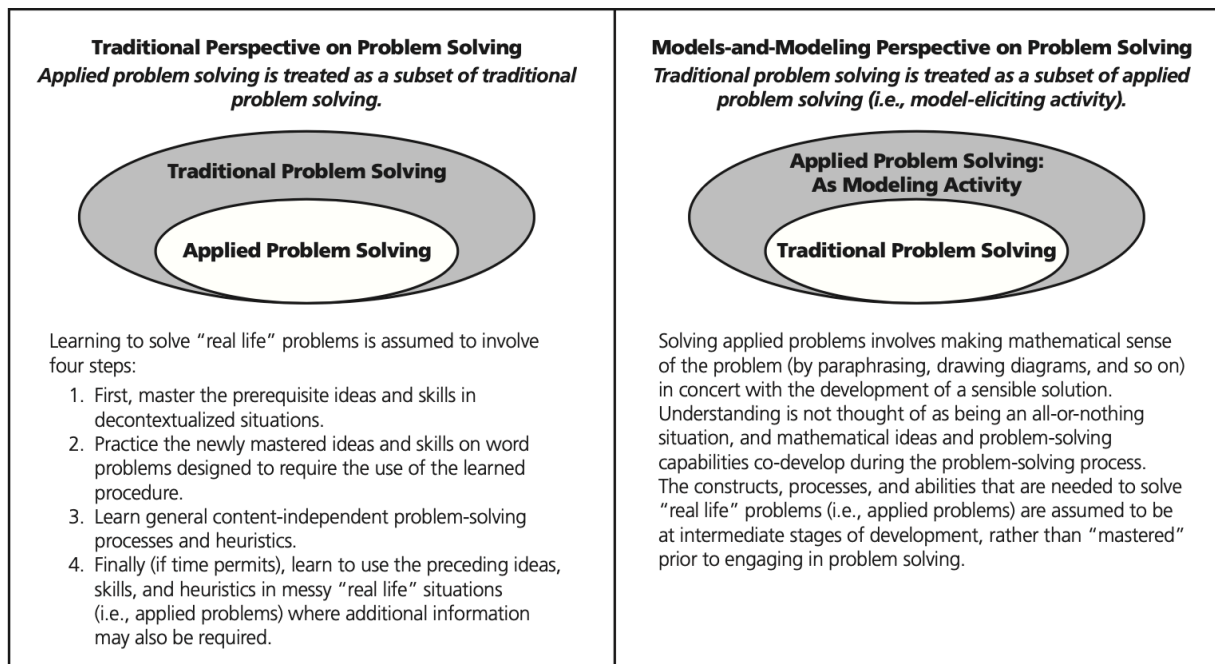 Traditional Perspective on Problem Solving
Applied problem solving is treated as a subset of traditional
problem solving.
Traditional Problem Solving
Applied Problem Solving
Learning to solve “real life” problems is assumed to involve
four steps:
1. First, master the prerequisite ideas and skills in
decontextualized situations.
2. Practice the newly mastered ideas and skills on word
problems designed to require the use of the learned
procedure.
3. Learn general content-independent problem-solving
processes and heuristics.
4. Finally (if time permits), learn to use the preceding ideas,
skills, and heuristics in messy “real life” situations
(i.e., applied problems) where additional information
may also be required.
Models-and-Modeling Perspective on Problem Solving
Traditional problem solving is treated as a subset of applied
problem solving (i.e., model-eliciting activity).
Applied Problem Solving:
As Modeling Activity
Traditional Problem Solving
Solving applied problems involves making mathematical sense
of the problem (by paraphrasing, drawing diagrams, and so on)
in concert with the development of a sensible solution.
Understanding is not thought of as being an all-or-nothing
situation, and mathematical ideas and problem-solving
capabilities co-develop during the problem-solving process.
The constructs, processes, and abilities that are needed to solve
“real life” problems (i.e., applied problems) are assumed to be
at intermediate stages of development, rather than “mastered”
prior to engaging in problem solving.